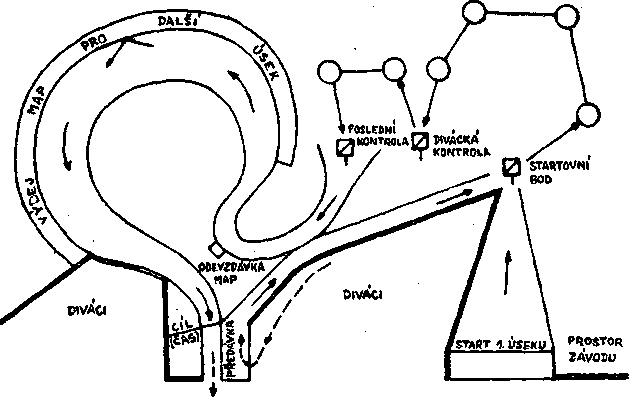 VÝDEJ MAP PRO DALŠÍ ÚSEK
POSLEDNÍ
KONTROLA
DIVÁCKÁ
KONTROLA
STARTOVNÍ
BOD
ODEVZDÁVKA
MAP
DIVÁCI
DIVÁCI
CÍL
(ČAS)
PŘEDÁVKA
START 1. ÚSEKU
PROSTOR
ZÁVODU